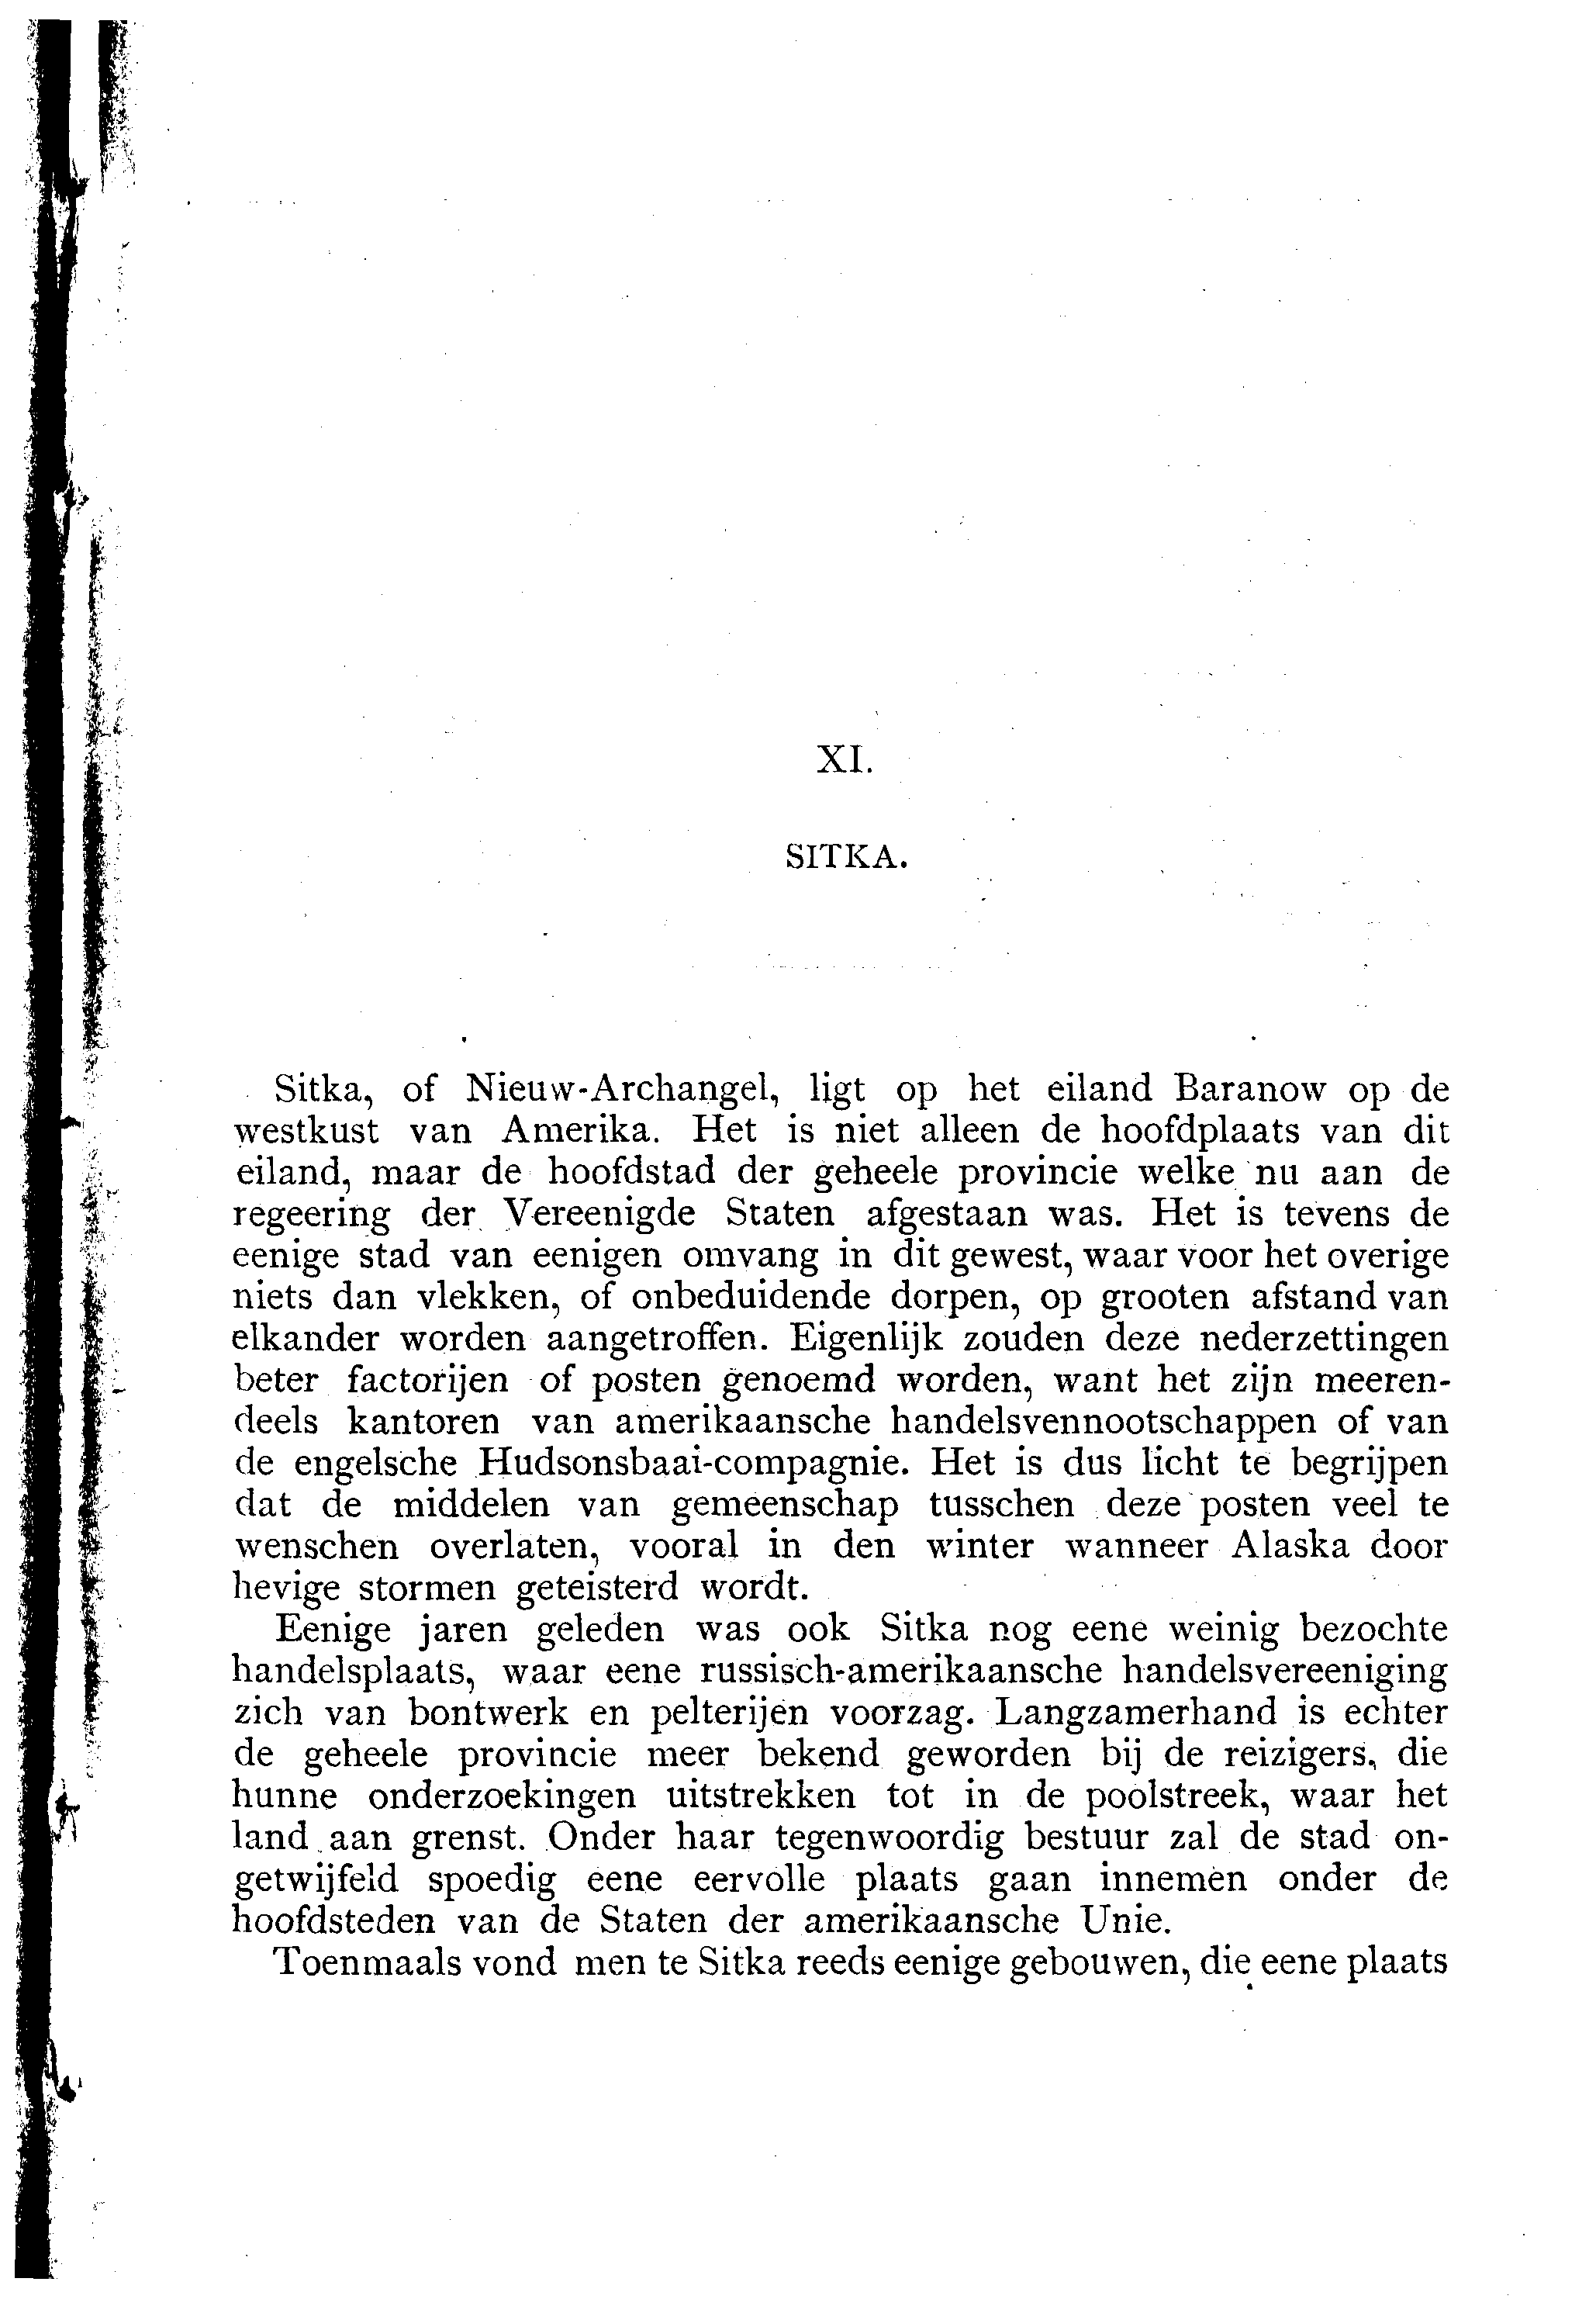 XI.
SITKA.
Sitka, of Nieuw-Archangel, ligt op het eiland Baranow op de
westkust van Amerika. Het is niet alleen de hoofdplaats van dit
eiland, maar de hoofdstad der geheele provincie welke nu aan de
regeering der Vereenigde Staten afgestaan was. Het is tevens de
eenige stad van eenigen omvang in dit gewest, waar voor het overige
niets dan vlekken, of onbeduidende dorpen, op grooten afstand van
elkander worden aangetroffen. Eigenlijk zouden deze nederzettingen
beter factorijen of posten genoemd worden, want het zijn meeren-
deels kantoren van amerikaansche handelsvennootschappen of van
de engelsche Hudsonsbaai-compagnie. Het is dus licht te begrijpen
dat de middelen van gemeenschap tusschen deze posten veel te
wenschen overlaten, vooral in den winter wanneer Alaska door
hevige stormen geteisterd wordt.
Eenige jaren geleden was ook Sitka nog eene weinig bezochte
handelsplaats, waar eene russisch-amerikaansche handelsvereeniging
zich van bontwerk en pelterijen voorzag. Langzamerhand is echter
de geheele provincie meer bekend geworden bij de reizigers, die
hunne onderzoekingen uitstrekken tot in de poolstreek, waar het
land aan grenst. Onder haar tegenwoordig bestuur zal de stad on-
getwijfeld spoedig eene eervolle plaats gaan innemen onder de
hoofdsteden van de Staten der amerikaansche Unie.
Toenmaals vond men te Sitka reeds eenige gebouwen, die eene plaats